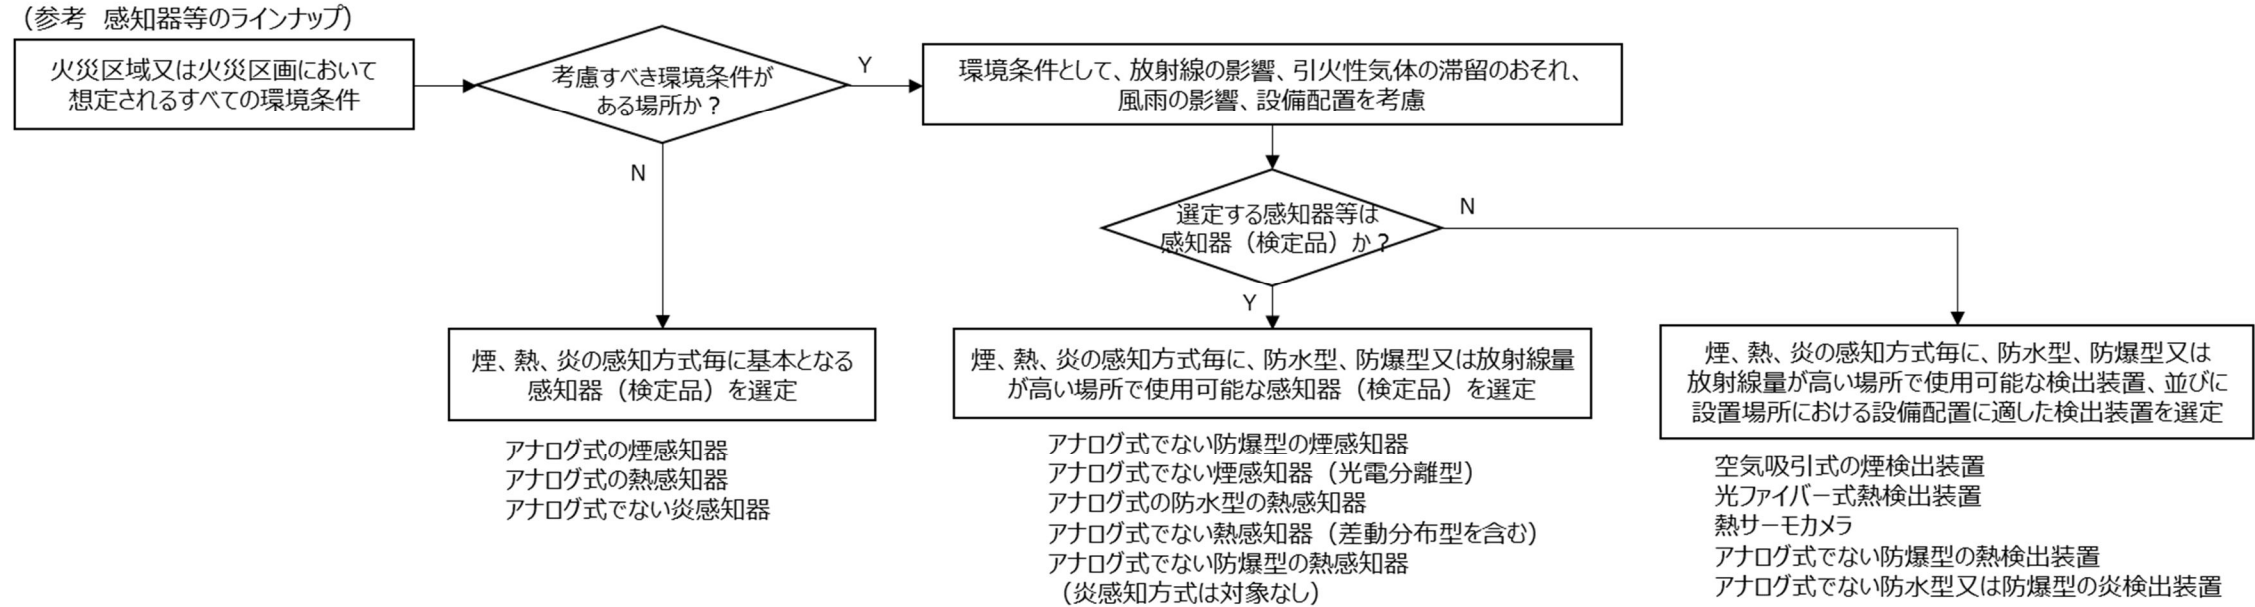 （参考　感知器等のラインナップ）
火災区域又は火災区画において
想定されるすべての環境条件
考慮すべき環境条件が
ある場所か？
Y
N
環境条件として、放射線の影響、引火性気体の滞留のおそれ、
風雨の影響、設備配置を考慮
選定する感知器等は
感知器（検定品）か？
N
Y
煙、熱、炎の感知方式毎に基本となる
感知器（検定品）を選定
アナログ式の煙感知器
アナログ式の熱感知器
アナログ式でない炎感知器
煙、熱、炎の感知方式毎に、防水型、防爆型又は放射線量
が高い場所で使用可能な感知器（検定品）を選定
アナログ式でない防爆型の煙感知器
アナログ式でない煙感知器（光電分離型）
アナログ式の防水型の熱感知器
アナログ式でない熱感知器（差動分布型を含む）
アナログ式でない防爆型の熱感知器
（炎感知方式は対象なし）
煙、熱、炎の感知方式毎に、防水型、防爆型又は
放射線量が高い場所で使用可能な検出装置、並びに
設置場所における設備配置に適した検出装置を選定
空気吸引式の煙検出装置
光ファイバー式熱検出装置
熱サーモカメラ
アナログ式でない防爆型の熱検出装置
アナログ式でない防水型又は防爆型の炎検出装置